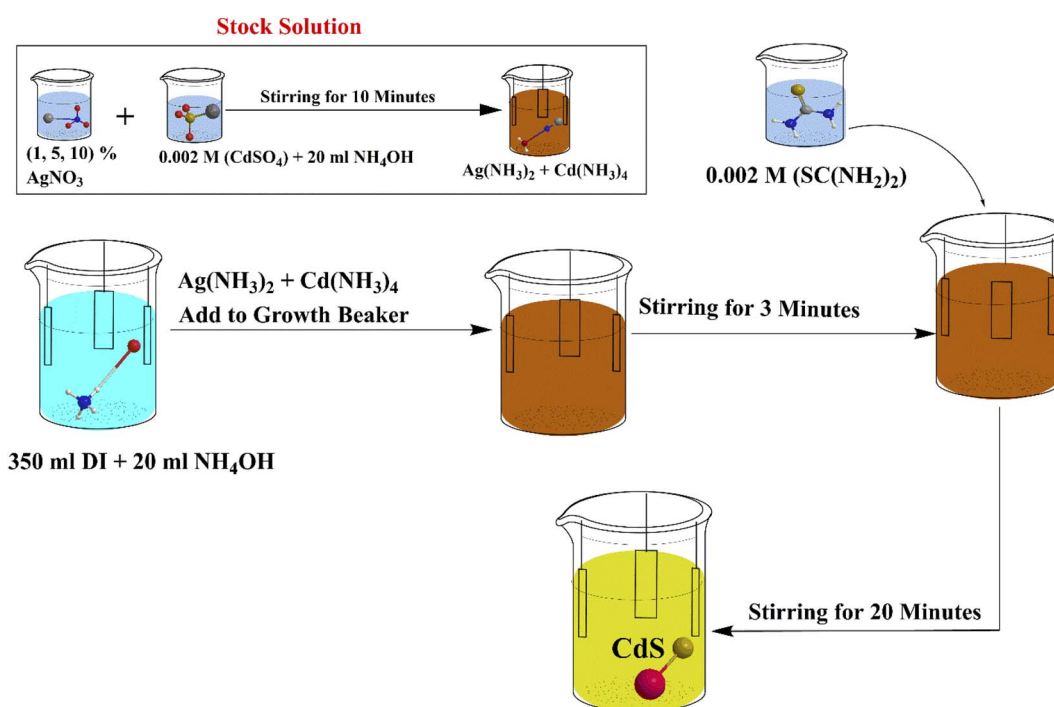 Stock Solution
(1, 5, 10) %
AgNO₃
+
0.002 M (CdSO₄) + 20 ml NH₄OH
Stirring for 10 Minutes
Ag(NH₃)₂ + Cd(NH₃)₄
0.002 M (SC(NH₂)₂)
350 ml DI + 20 ml NH₄OH
Ag(NH₃)₂ + Cd(NH₃)₄
Add to Growth Beaker
Stirring for 3 Minutes
Stirring for 20 Minutes
CdS